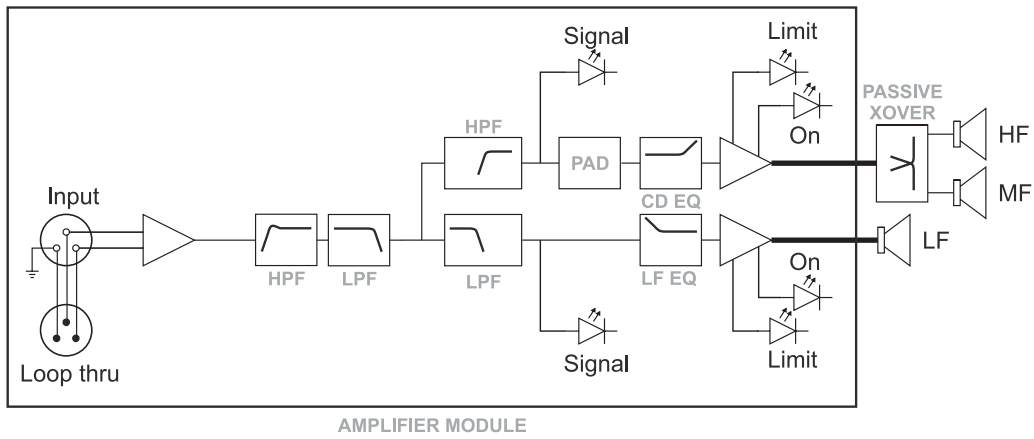 Signal
Limit
PASSIVE
XOVER
HPF
On
HF
PAD
Input
CD EQ
MF
LF
HPF
LPF
LPF
LF EQ
On
Loop thru
Signal
Limit
AMPLIFIER MODULE